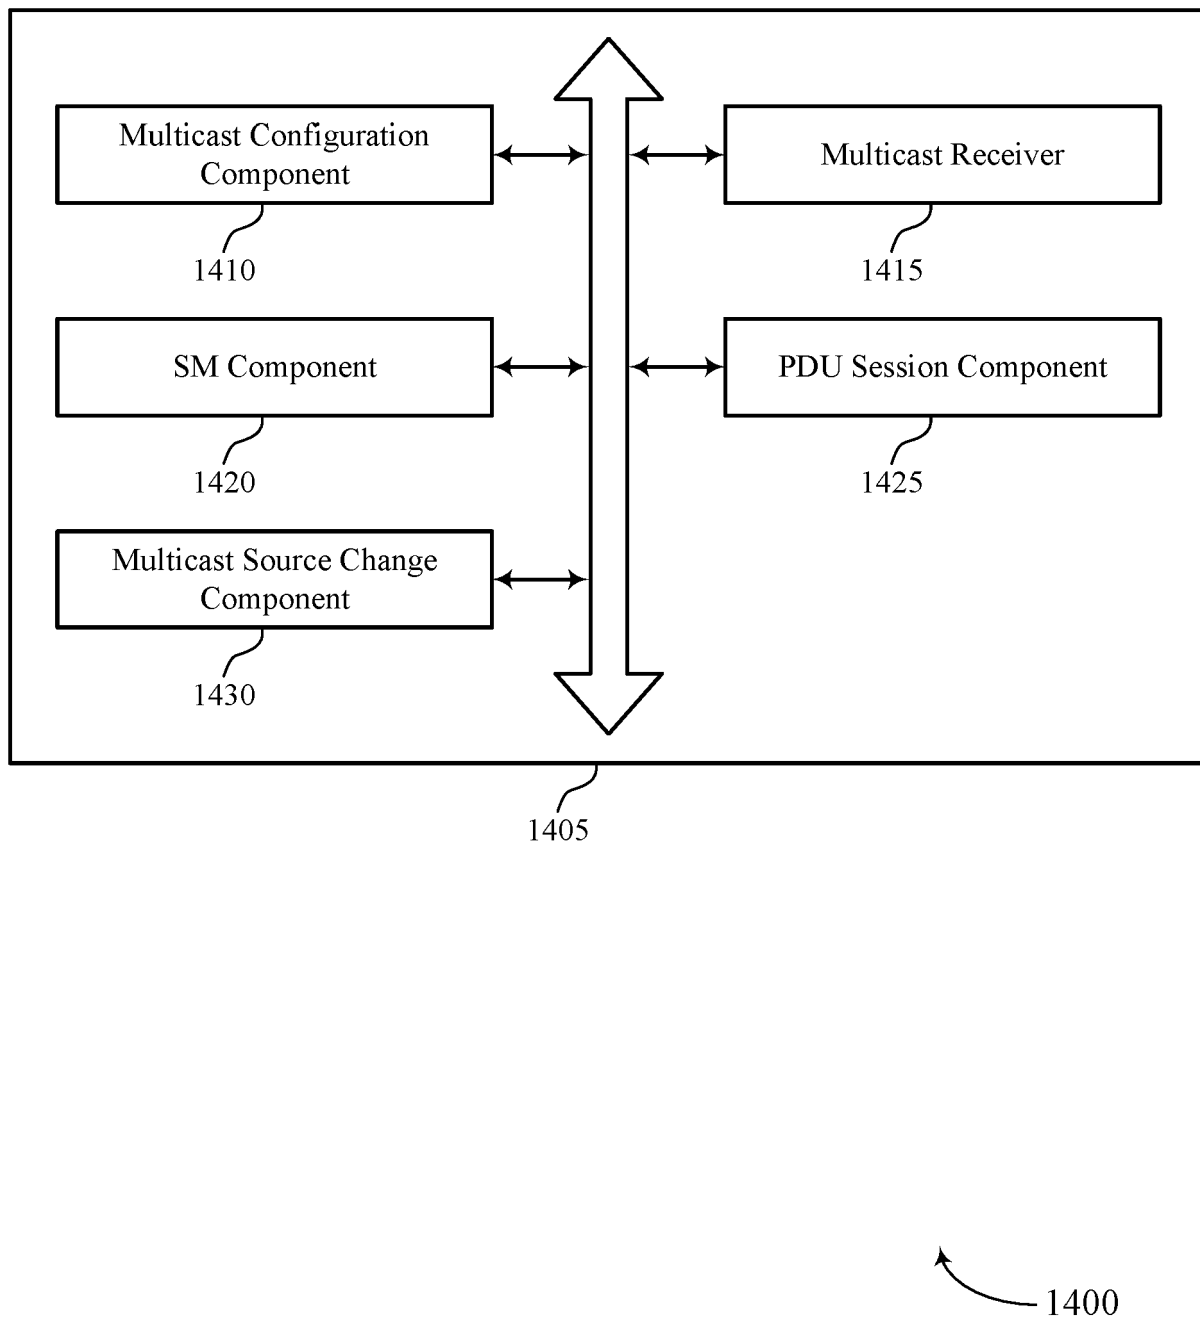 Multicast Configuration
Component
1410
Multicast Receiver
1415
SM Component
1420
PDU Session Component
1425
Multicast Source Change
Component
1430
1405
1400